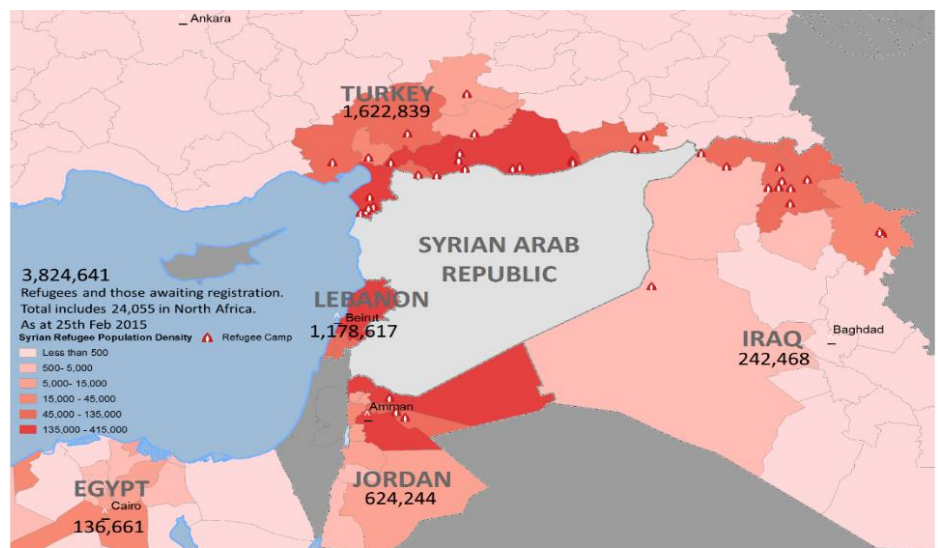 Ankara
TURKEY
1,622,839
SYRIAN ARAB
REPUBLIC
3,824,641
Refugees and those awaiting registration.
Total includes 24,055 in North Africa.
As at 25th Feb 2015
Syrian Refugee Population Density
Refugee Camp
Less than 500
500- 5,000
5,000- 15,000
15,000 - 45,000
45,000 - 135,000
135,000 - 415,000
LEBANON
Beirut
1,178,617
IRAQ
242,468
Baghdad
Amman
JORDAN
624,244
EGYPT
Cairo
136,661